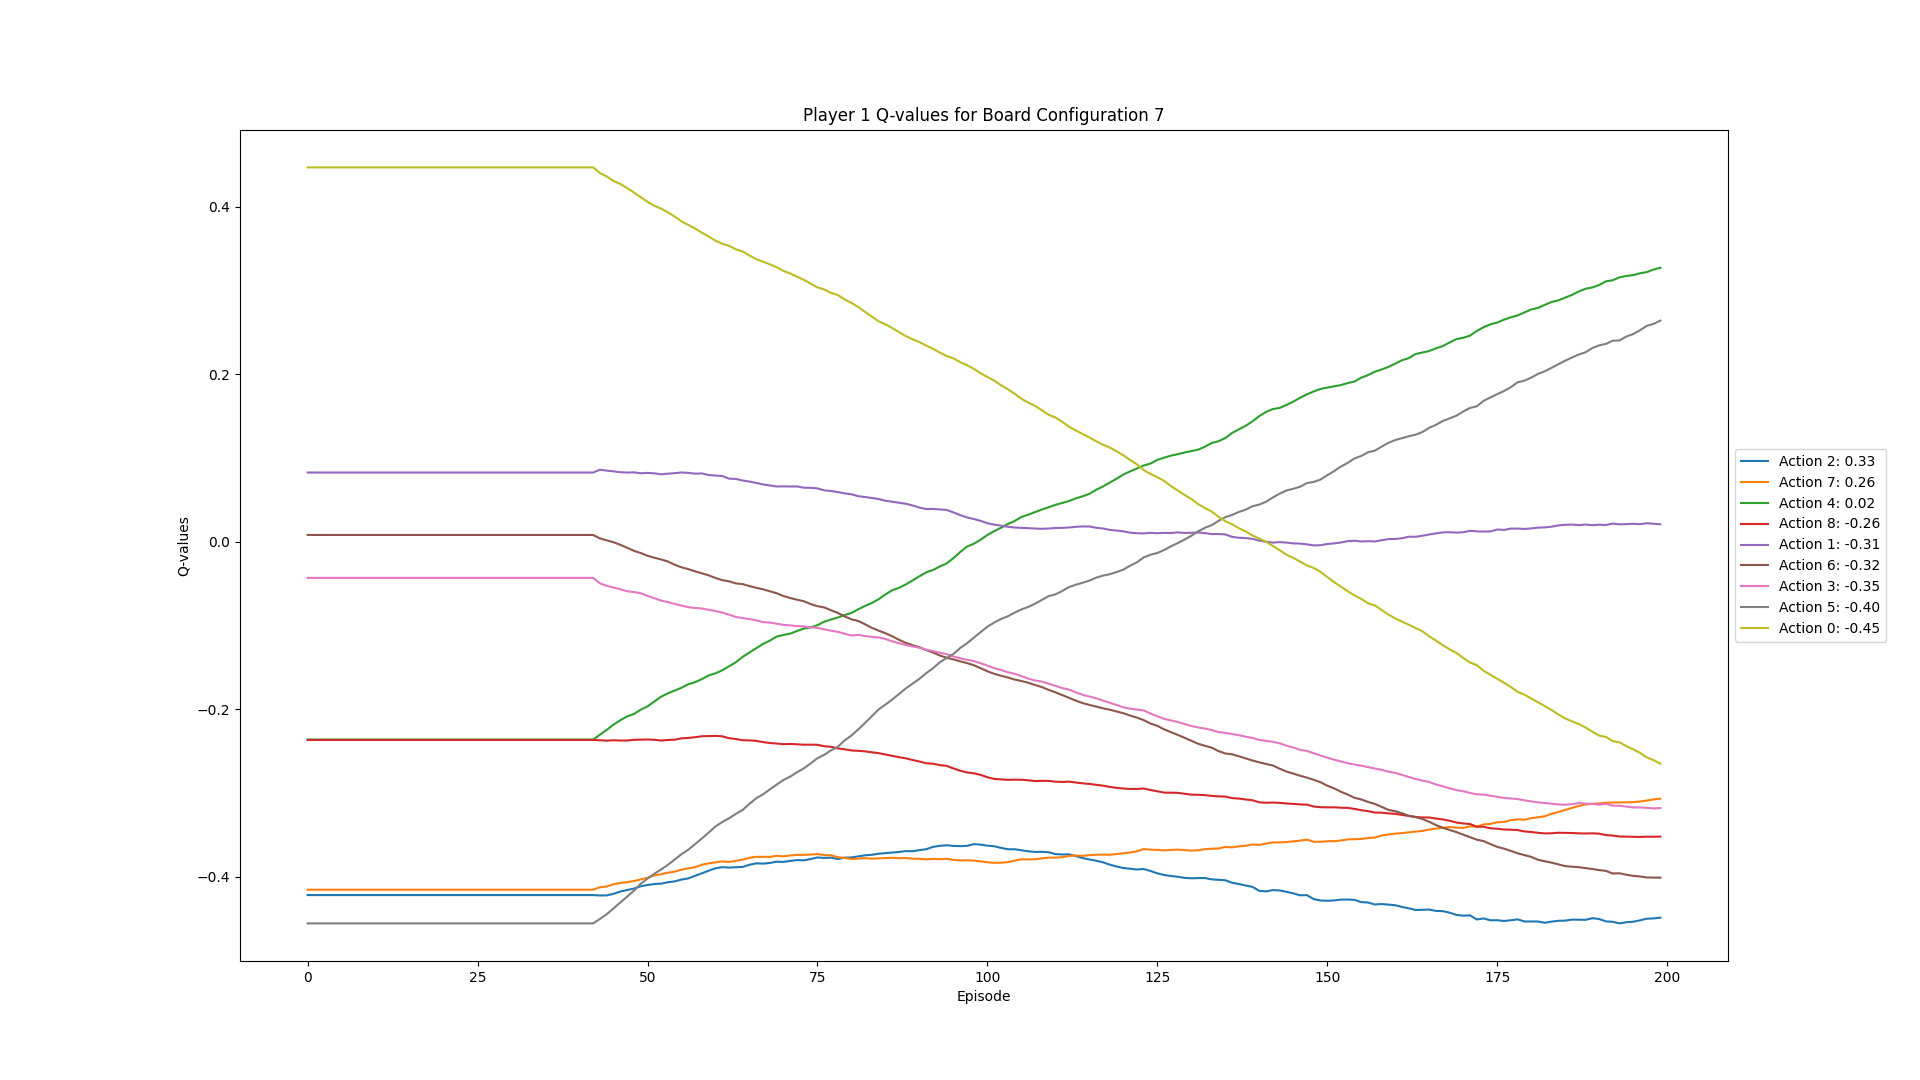 Player 1 Q-values for Board Configuration 7
0.4
0.2
0.0
−0.2
−0.4
Q-values
0 25 50 75 100 125 150 175 200
Episode
Action 2: 0.33
Action 7: 0.26
Action 4: 0.02
Action 8: -0.26
Action 1: -0.31
Action 6: -0.32
Action 3: -0.35
Action 5: -0.40
Action 0: -0.45